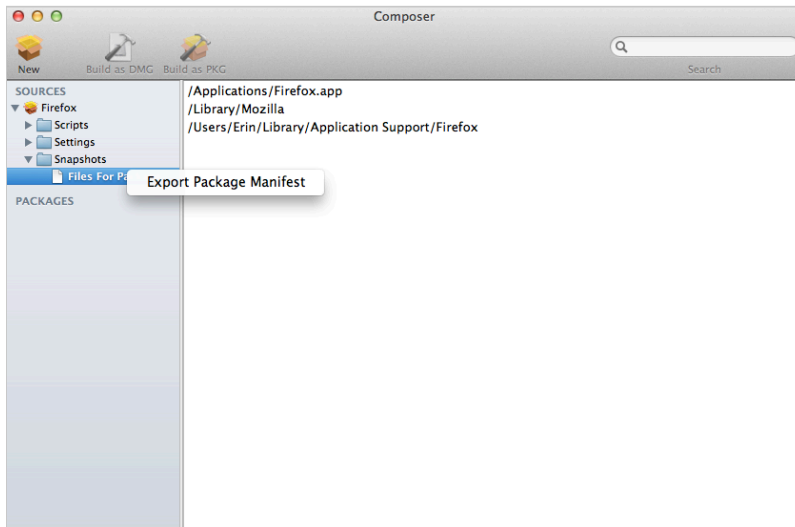 Composer
New
Build as DMG
Build as PKG
Search
SOURCES
Firefox
Scripts
Settings
Snapshots
Files For
PACKAGES
/Applications/Firefox.app
/Library/Mozilla
/Users/Erin/Library/Application Support/Firefox
Export Package Manifest